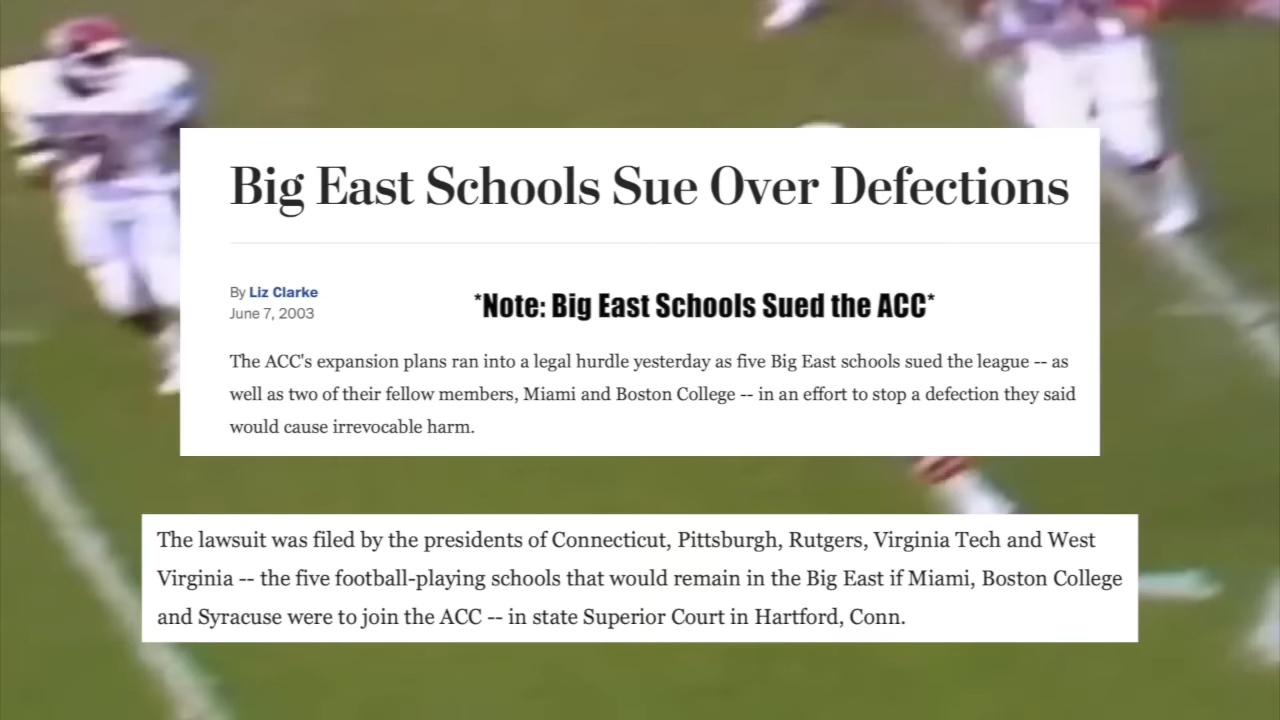 Big East Schools Sue Over Defections
By Liz Clarke
June 7, 2003
*Note: Big East Schools Sued the ACC*
The ACC's expansion plans ran into a legal hurdle yesterday as five Big East schools sued the league -- as
well as two of their fellow members, Miami and Boston College -- in an effort to stop a defection they said
would cause irrevocable harm.
The lawsuit was filed by the presidents of Connecticut, Pittsburgh, Rutgers, Virginia Tech and West
Virginia -- the five football-playing schools that would remain in the Big East if Miami, Boston College
and Syracuse were to join the ACC -- in state Superior Court in Hartford, Conn.